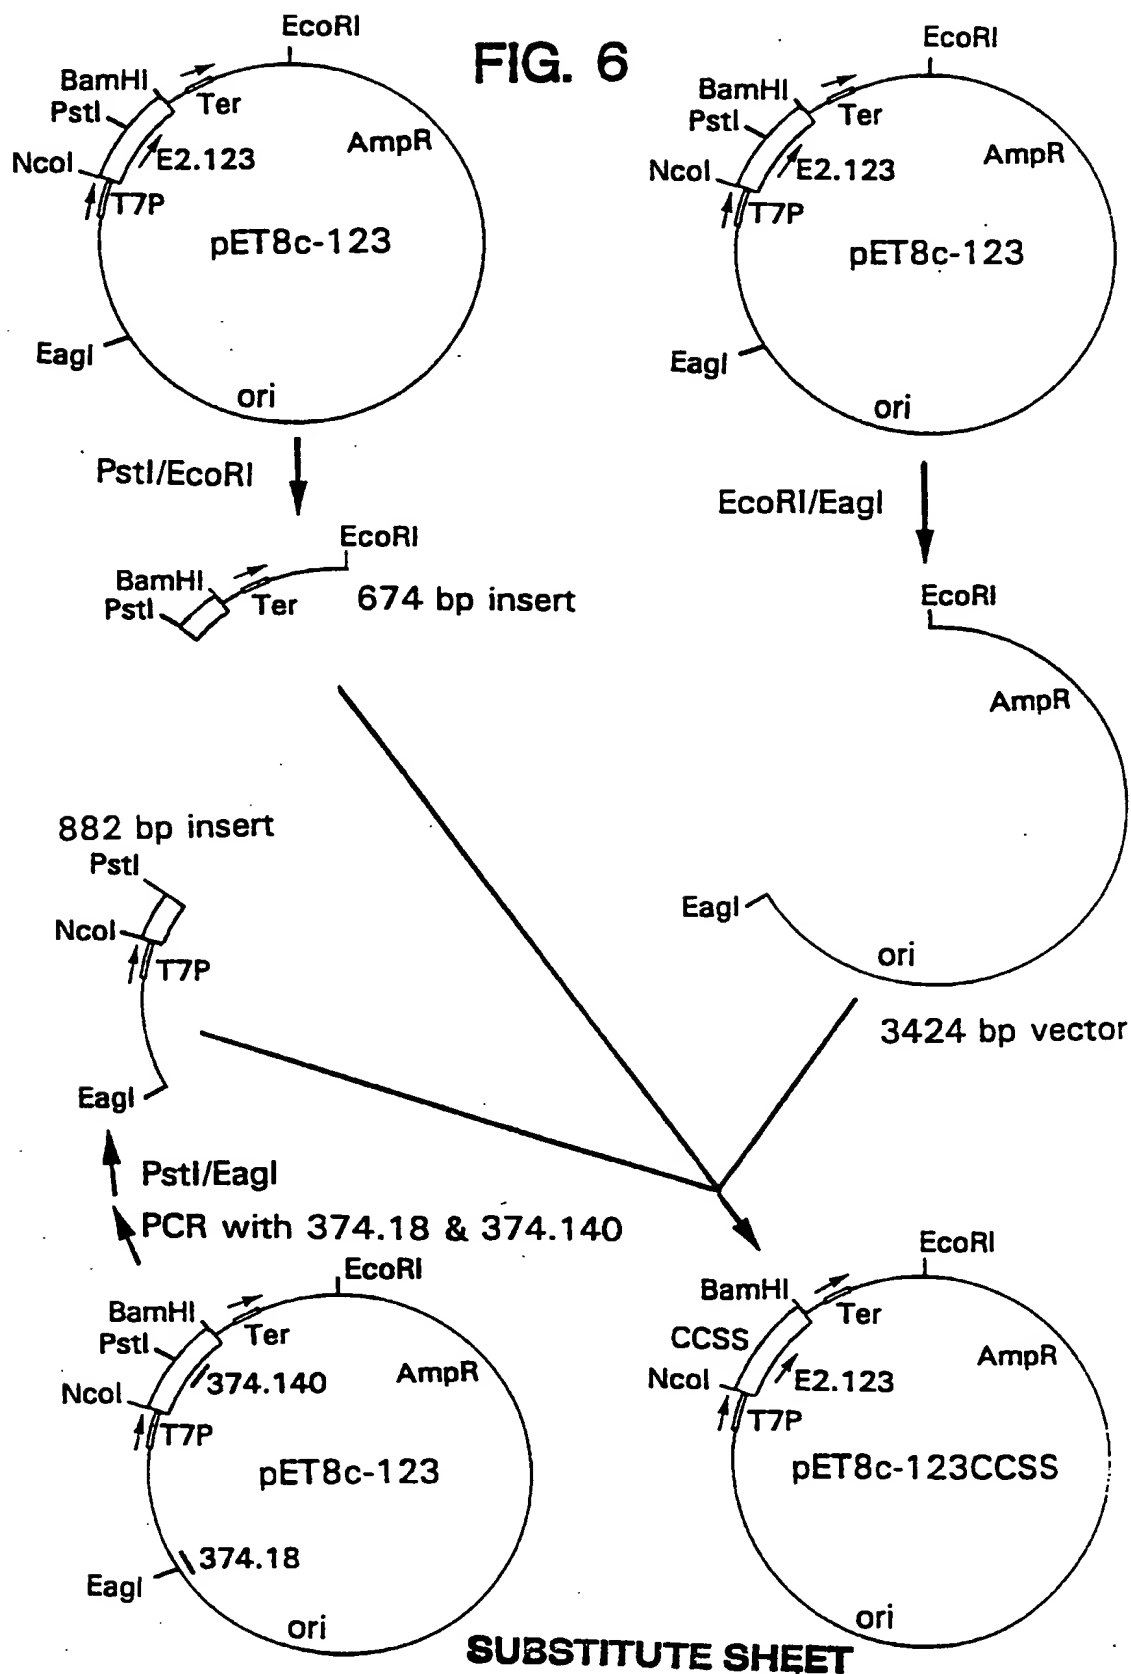 FIG. 6
EcoRI
BamHI
PstI
Ter
AmpR
NcoI
E2.123
T7P
pET8c-123
EagI
ori
EcoRI
BamHI
PstI
Ter
AmpR
NcoI
E2.123
T7P
pET8c-123
EagI
ori
PstI/EcoRI
EcoRI/EagI
EcoRI
BamHI
PstI
Ter
674 bp insert
EcoRI
AmpR
EagI
ori
3424 bp vector
882 bp insert
PstI
NcoI
T7P
EagI
PstI/EagI
PCR with 374.18 & 374.140
EcoRI
BamHI
PstI
Ter
374.140
AmpR
NcoI
T7P
pET8c-123
374.18
EagI
ori
EcoRI
BamHI
Ter
CCSS
AmpR
NcoI
E2.123
T7P
pET8c-123CCSS
ori
SUBSTITUTE SHEET